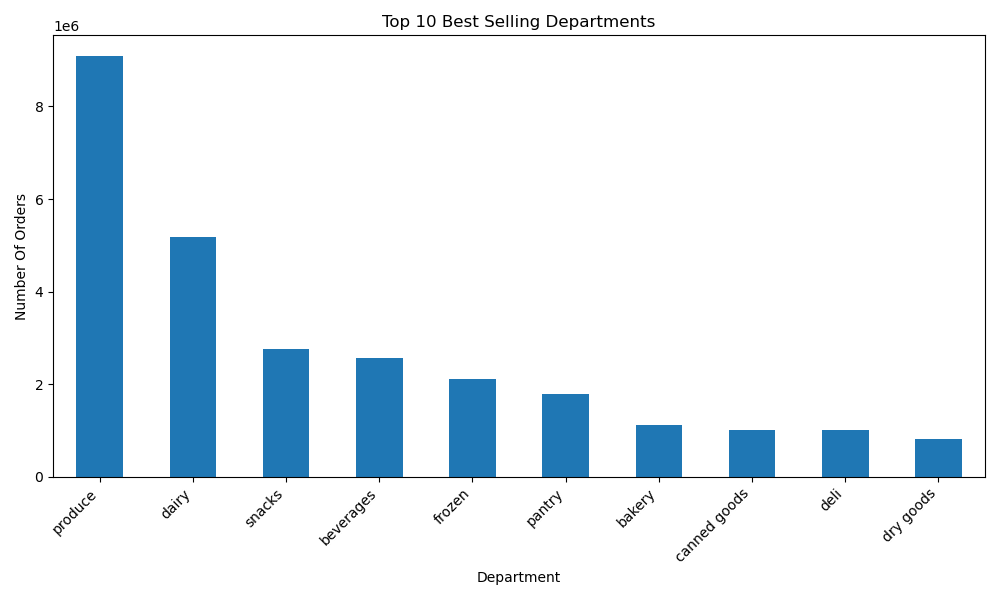 Top 10 Best Selling Departments
1e6
8
6
4
2
0
Number Of Orders
produce
dairy
snacks
beverages
frozen
pantry
bakery
canned goods
deli
dry goods
Department